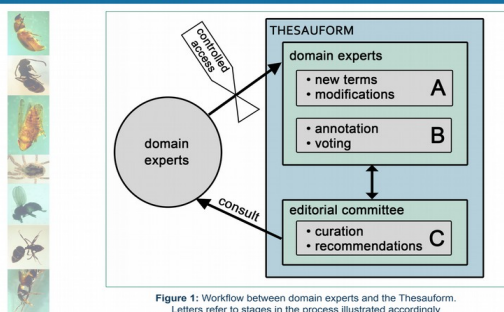 THESAUFORM
controlled
access
domain experts
• new terms
• modifications
A
• annotation
• voting
B
domain
experts
consult
editorial committee
• curation
• recommendations
C
Figure 1: Workflow between domain experts and the Thesauform.
Letters refer to stages in the process illustrated accordingly